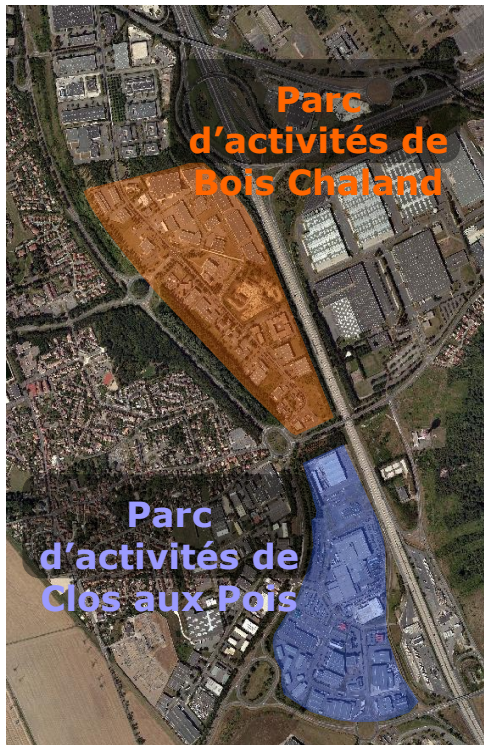 Parc
d’activités de
Bois Chaland
Parc
d’activités de
Clos aux Pois